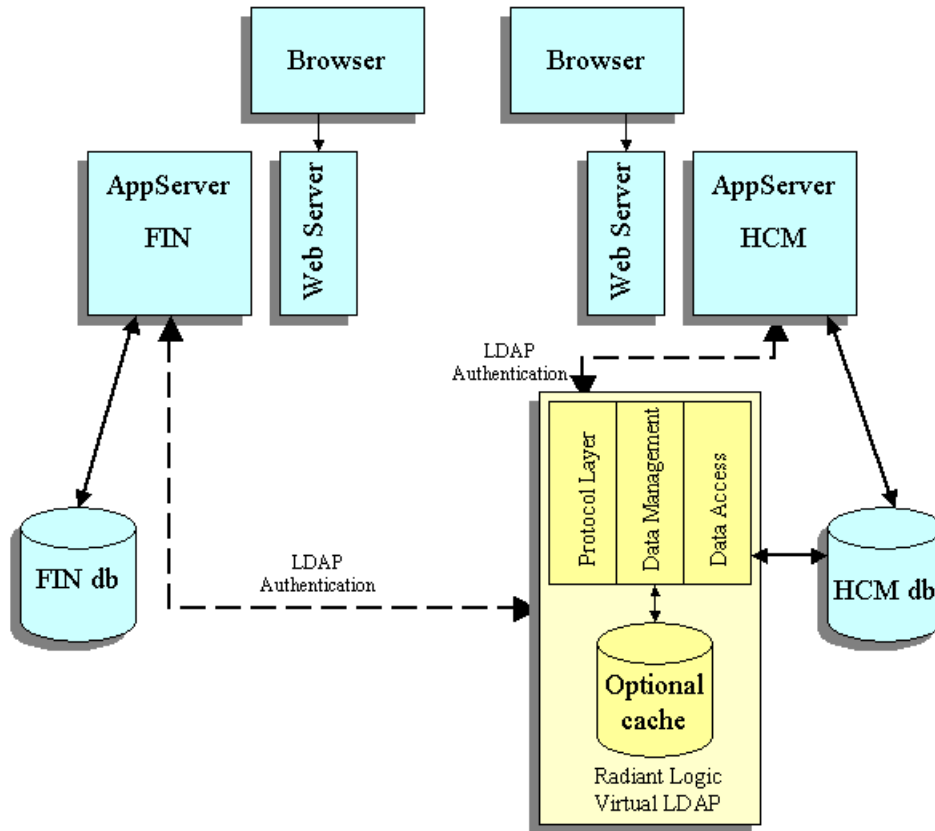 Browser
Browser
AppServer
FIN
Web Server
Web Server
AppServer
HCM
LDAP
Authentication
Protocol Layer
Data Management
Data Access
FIN db
LDAP
Authentication
HCM db
Optional
cache
Radiant Logic
Virtual LDAP